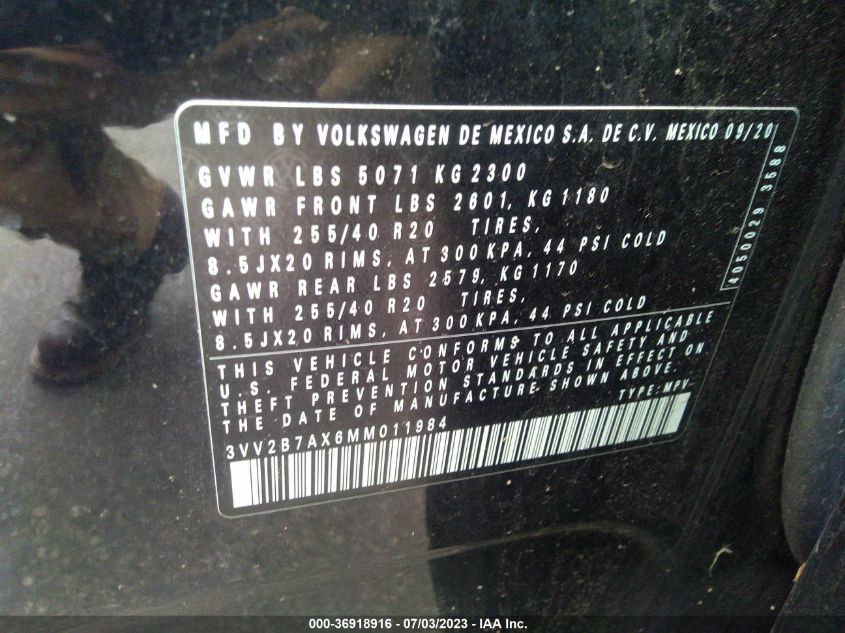 MFD BY VOLKSWAGEN DE MEXICO S.A. DE C.V. MEXICO 09/20
GVWR LBS 5071 KG 2300
GAWR FRONT LBS 2601, KG 1180
WITH 255/40 R20 TIRES,
8.5JX20 RIMS, AT 300 KPA, 44 PSI COLD
GAWR REAR LBS 2579, KG 1170
WITH 255/40 R20 TIRES,
8.5JX20 RIMS, AT 300 KPA, 44 PSI COLD
4050029 3588
THIS VEHICLE CONFORMS TO ALL APPLICABLE
U.S. FEDERAL MOTOR VEHICLE SAFETY AND
THEFT PREVENTION STANDARDS IN EFFECT ON
THE DATE OF MANUFACTURE SHOWN ABOVE.
3VV2B7AX6MM011984 TYPE: MPV
000-36918916 - 07/03/2023 - IAA Inc.